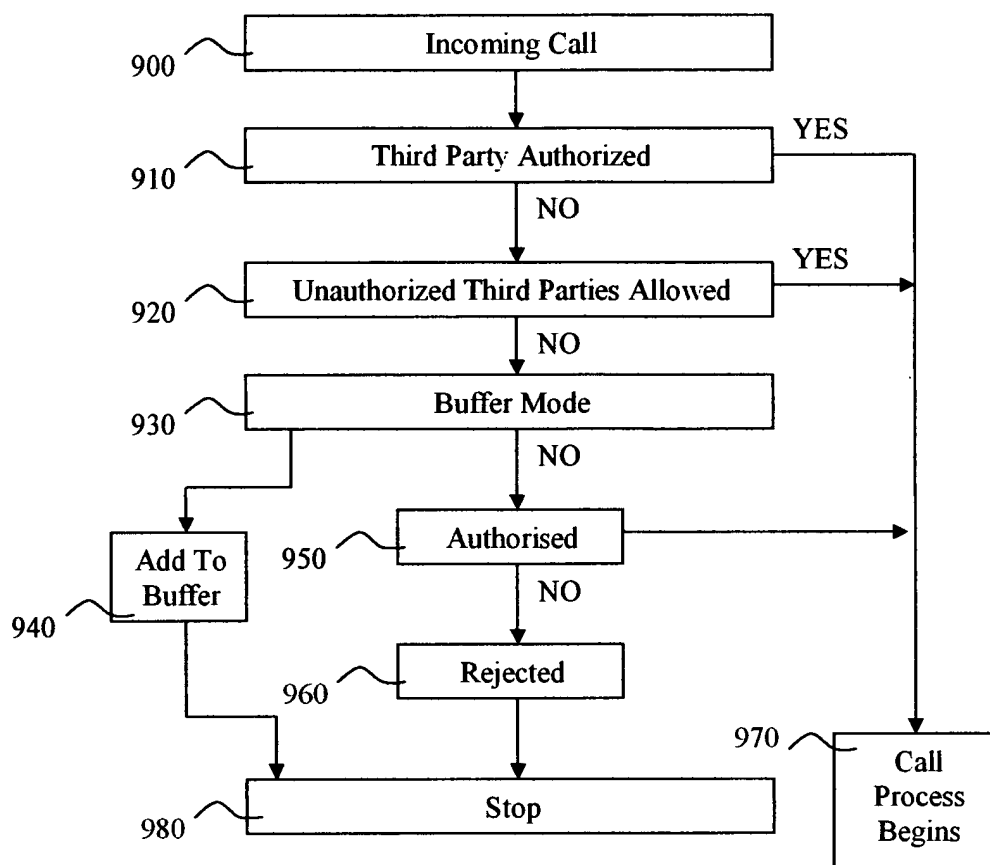 Incoming Call
900
YES
Third Party Authorized
910
NO
YES
Unauthorized Third Parties Allowed
920
NO
Buffer Mode
930
NO
Authorised
950
Add To
Buffer
940
NO
Rejected
960
970
Call
Process
Begins
Stop
980